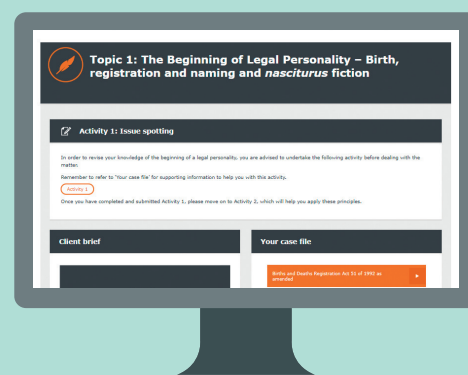 Topic 1: The Beginning of Legal Personality – Birth,
registration and naming and nasciturus fiction
Activity 1: Issue spotting
In order to revise your knowledge of the beginning of a legal personality, you are advised to undertake the following activity before dealing with the
matter.
Remember to refer to 'Your case file' for supporting information to help you with this activity.
Activity 1
Once you have completed and submitted Activity 1, please move on to Activity 2, which will help you apply these principles.
Client brief
Your case file
Births and Deaths Registration Act 51 of 1992 as
amended